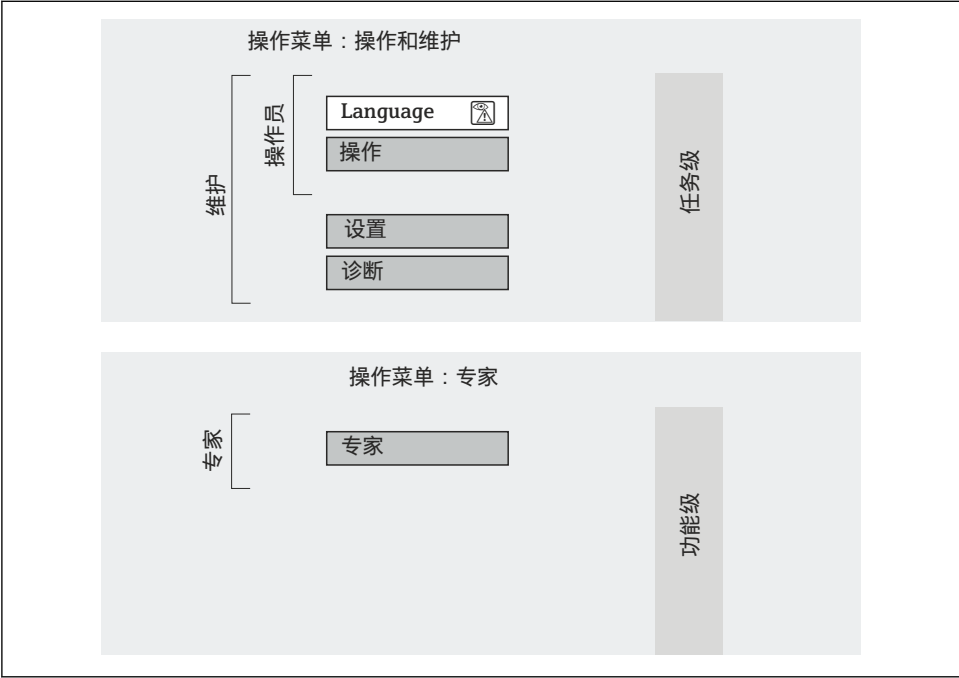 操作菜单：操作和维护
维护
操作员
Language
操作
设置
诊断
任务级
操作菜单：专家
专家
专家
功能级